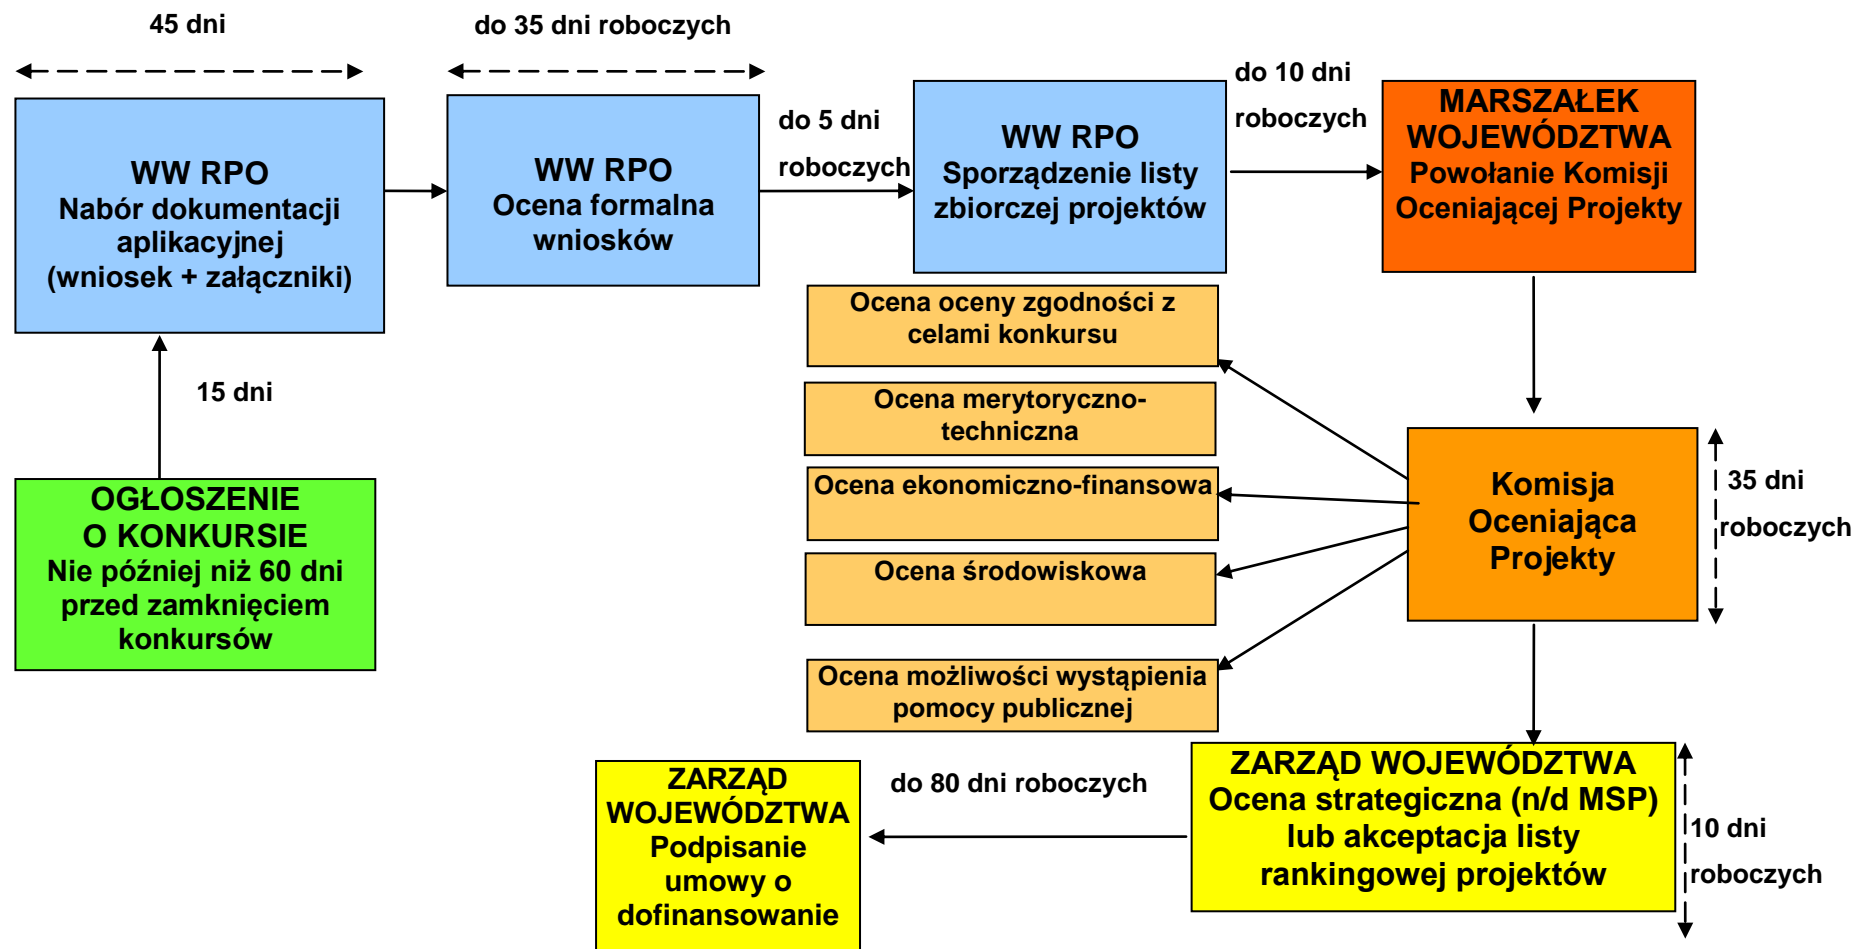 45 dni
do 35 dni roboczych
WW RPO
Nabór dokumentacji
aplikacyjnej
(wniosek + załączniki)
WW RPO
Ocena formalna
wniosków
do 5 dni
roboczych
WW RPO
Sporządzenie listy
zbiorczej projektów
do 10 dni
roboczych
MARSZAŁEK
WOJEWÓDZTWA
Powołanie Komisji
Oceniającej Projekty
15 dni
OGŁOSZENIE
O KONKURSIE
Nie później niż 60 dni
przed zamknięciem
konkursów
Ocena oceny zgodności z
celami konkursu
Ocena merytoryczno-
techniczna
Ocena ekonomiczno-finansowa
Ocena środowiskowa
Ocena możliwości wystąpienia
pomocy publicznej
Komisja
Oceniająca
Projekty
35 dni
roboczych
ZARZĄD WOJEWÓDZTWA
Ocena strategiczna (n/d MSP)
lub akceptacja listy
rankingowej projektów
10 dni
roboczych
do 80 dni roboczych
ZARZĄD
WOJEWÓDZTWA
Podpisanie
umowy o
dofinansowanie